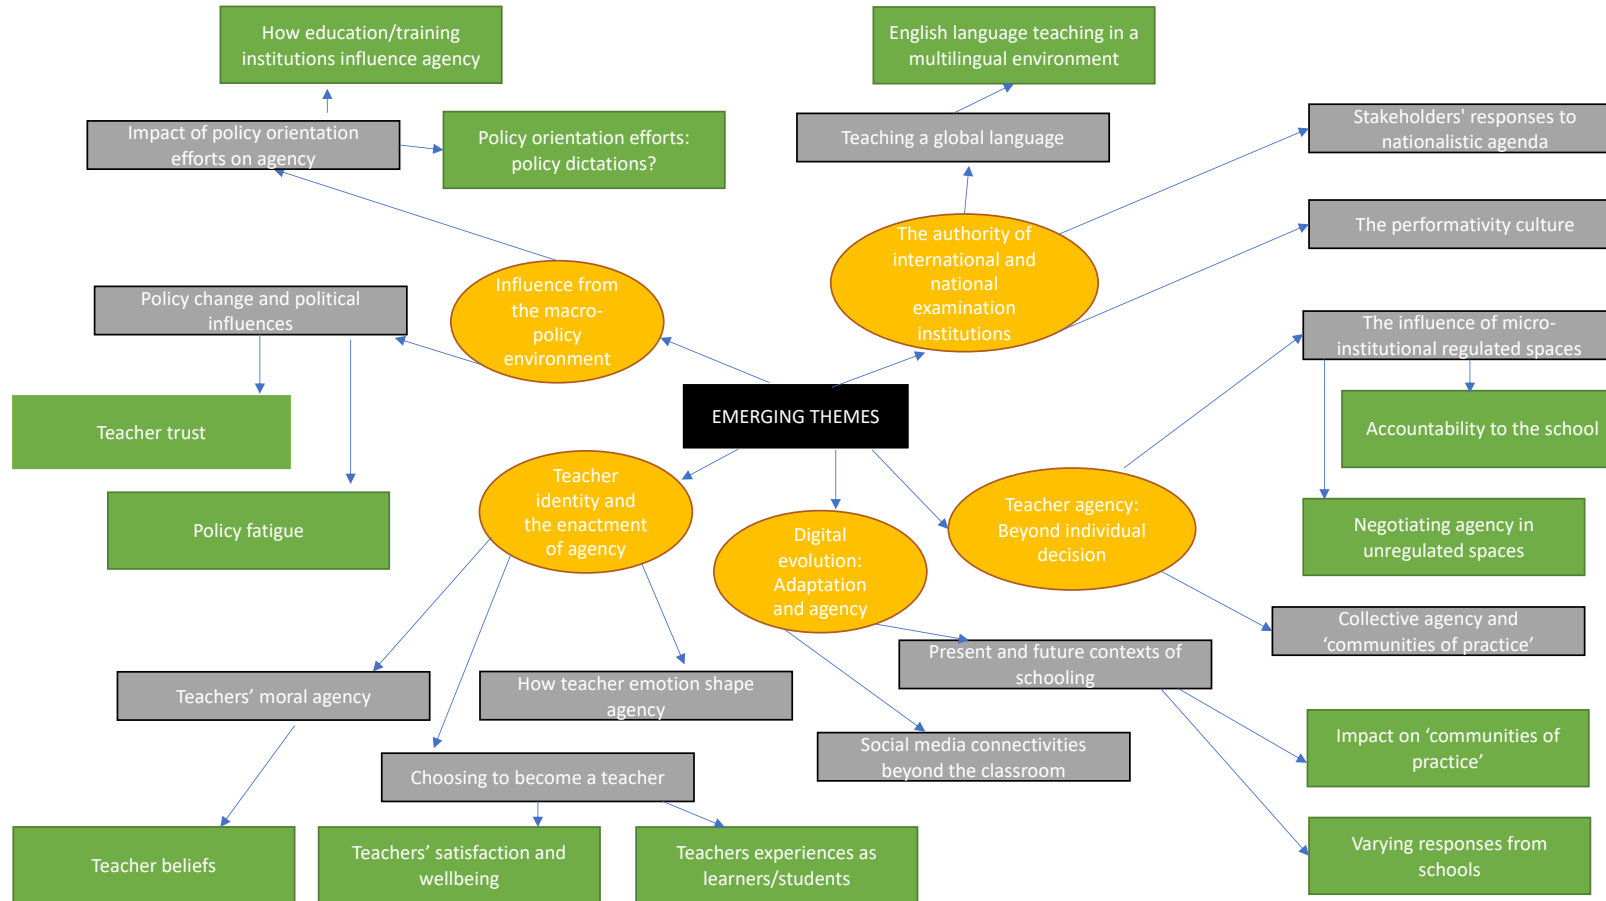 How education/training
institutions influence agency
English language teaching in a
multilingual environment
Impact of policy orientation
efforts on agency
Policy orientation efforts:
policy dictations?
Teaching a global language
Stakeholders' responses to
nationalistic agenda
The performativity culture
The authority of
international and
national
examination
institutions
Influence from
the macro-
policy
environment
Policy change and political
influences
The influence of micro-
institutional regulated spaces
EMERGING THEMES
Teacher trust
Accountability to the school
Teacher
identity and
the enactment
of agency
Policy fatigue
Digital
evolution:
Adaptation
and agency
Teacher agency:
Beyond individual
decision
Negotiating agency in
unregulated spaces
Collective agency and
‘communities of practice’
Present and future contexts of
schooling
Teachers’ moral agency
How teacher emotion shape
agency
Social media connectivities
beyond the classroom
Impact on ‘communities of
practice’
Choosing to become a teacher
Teacher beliefs
Teachers’ satisfaction and
wellbeing
Teachers experiences as
learners/students
Varying responses from
schools